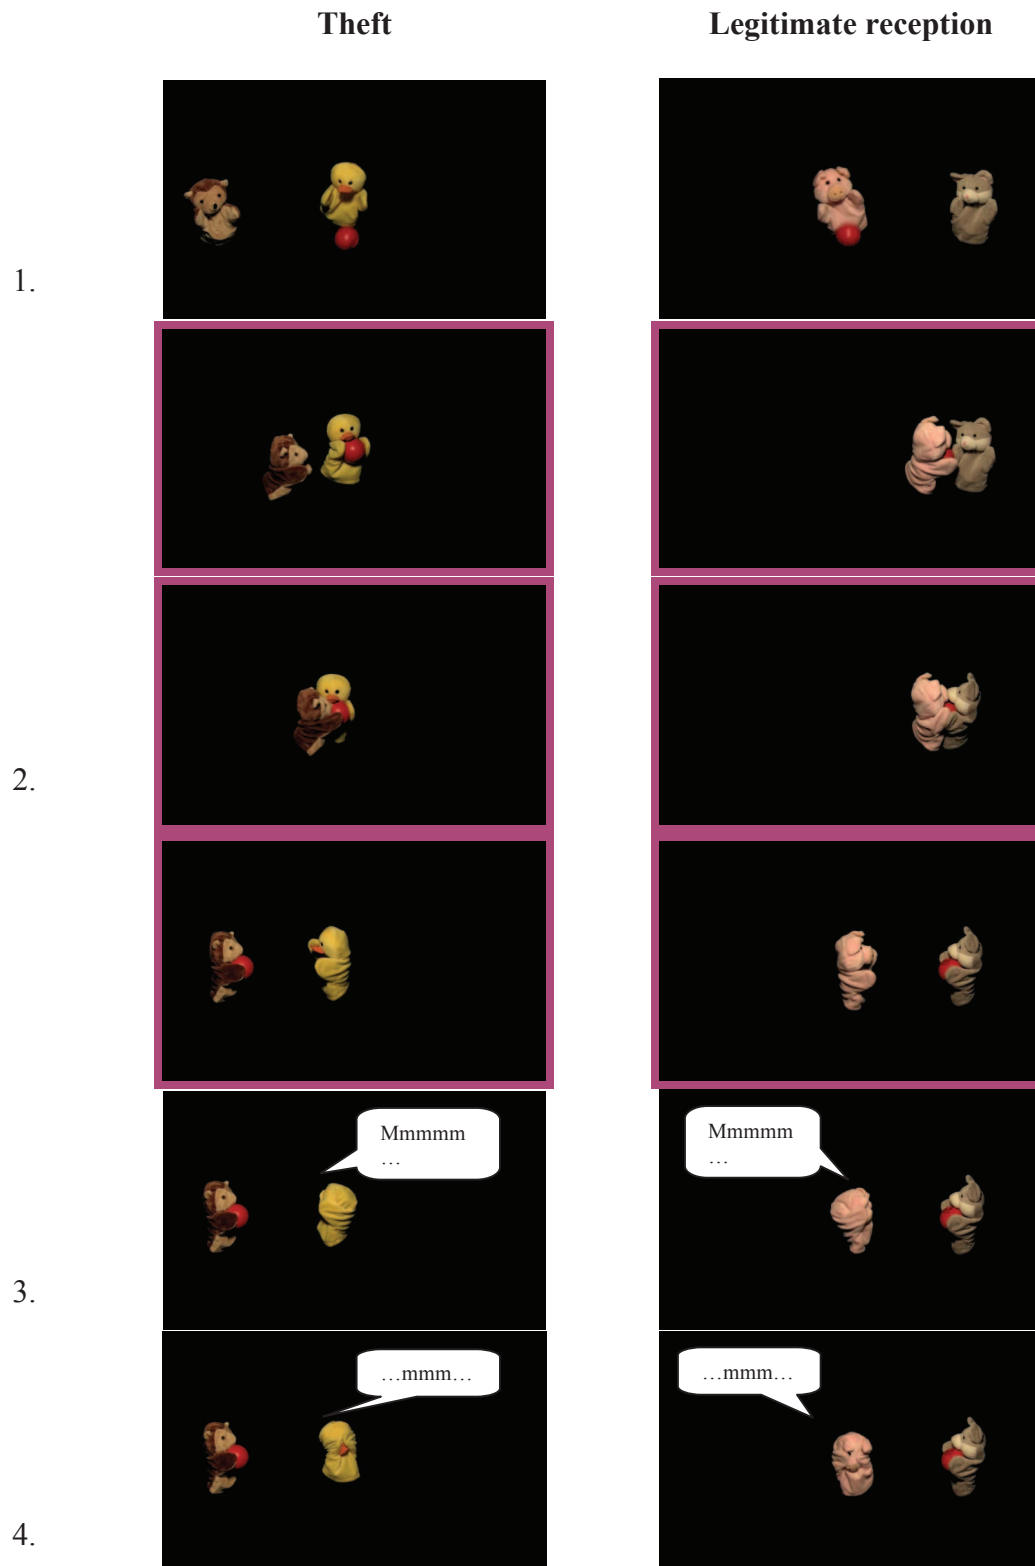 Theft
Legitimate reception
1.
2.
Mmmmm
…
Mmmmm
…
3.
…mmm…
…mmm…
4.